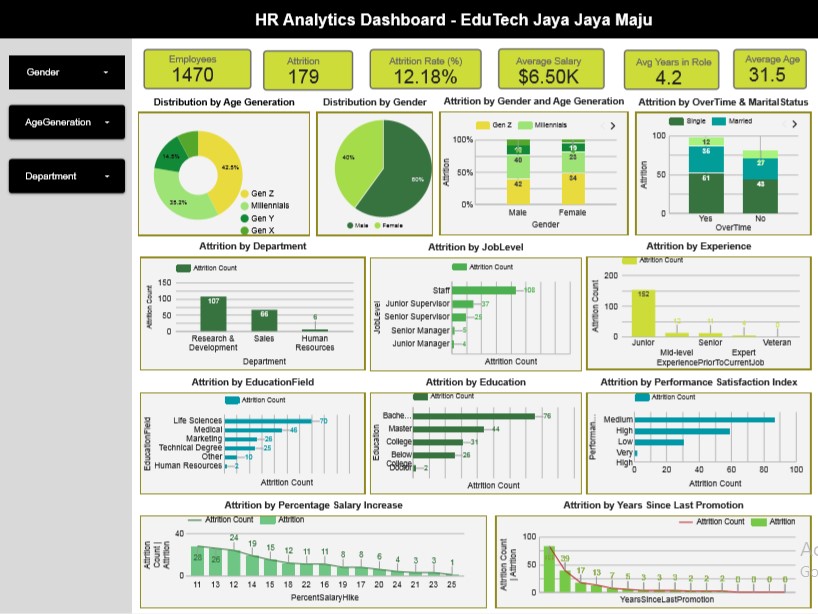 HR Analytics Dashboard - EduTech Jaya Jaya Maju
Gender
AgeGeneration
Department
Employees
1470
Attrition
179
Attrition Rate (%)
12.18%
Average Salary
$6.50K
Avg Years in Role
4.2
Average Age
31.5
Distribution by Age Generation
42.5%
35.2%
14.5%
Gen Z
Millennials
Gen Y
Gen X
Distribution by Gender
40%
60%
Male
Female
Attrition by Gender and Age Generation
Gen Z
Millennials
Attrition
100%
50%
0%
40
42
19
54
Male
Female
Gender
Attrition by OverTime & MaritalStatus
Single
Married
Attrition
100
50
0
12
36
61
27
Yes
No
OverTime
Attrition by Department
Attrition Count
Attrition Count
150
100
50
0
107
66
6
Research & Development
Sales
Human Resources
Department
Attrition by JobLevel
Attrition Count
JobLevel
Staff
Junior Supervisor
37
Senior Supervisor
25
Senior Manager
Junior Manager
4
Attrition Count
Attrition by Experience
Attrition Count
Attrition Count
200
100
0
152
Junior
Mid-level
Senior
Expert
Veteran
ExperiencePriorToCurrentJob
Attrition by EducationField
Attrition Count
EducationField
Life Sciences
70
Medical
46
Marketing
26
Technical Degree
25
Other
10
Human Resources
2
Attrition Count
Attrition by Education
Attrition Count
Education
Bache...
76
Master
44
College
31
Below College
26
Doctor
2
Attrition Count
Attrition by Performance Satisfaction Index
Attrition Count
Performan...
Medium
High
Low
Very High
0
20
40
60
80
100
Attrition Count
Attrition by Percentage Salary Increase
Attrition Count
Attrition
Attrition Count | Attrition
40
0
28
26
24
19
15
12
11
11
8
8
6
4
3
3
1
11
13
12
14
15
18
22
16
19
17
20
24
21
23
25
PercentSalaryHike
Attrition by Years Since Last Promotion
Attrition Count
Attrition
Attrition Count | Attrition
100
50
0
39
17
13
7
5
3
3
3
2
2
2
0
0
0
0
YearsSinceLastPromotion